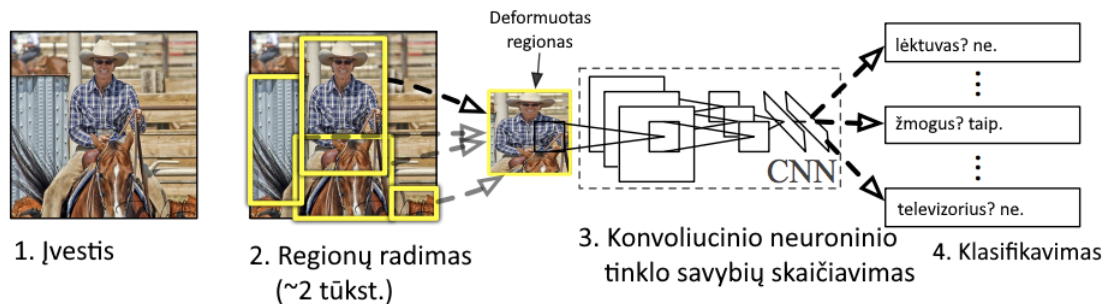 Deformuotas
regionas
lėktuvas? ne.
žmogus? taip.
CNN
televizorius? ne.
1. Įvestis
2. Regionų radimas
(~2 tūkst.)
3. Konvoliucinio neuroninio
tinklo savybių skaičiavimas
4. Klasifikavimas